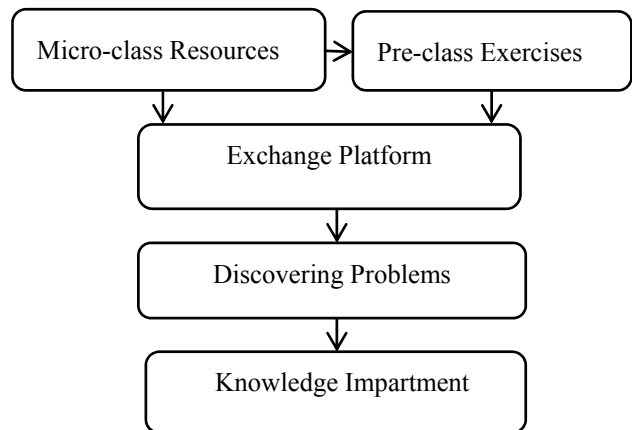 Micro-class Resources
Pre-class Exercises
Exchange Platform
Discovering Problems
Knowledge Impartment